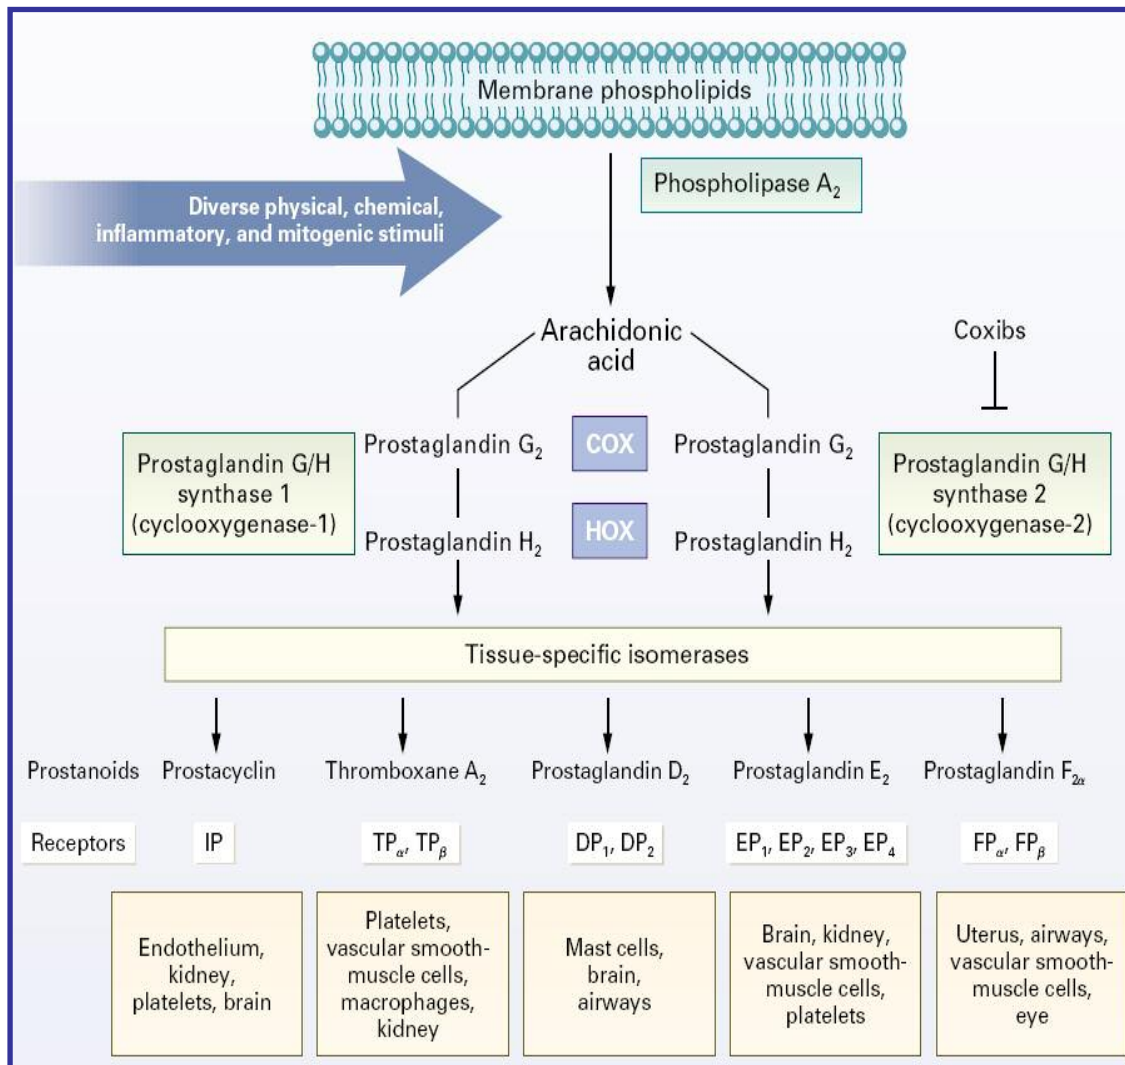 Membrane phospholipids
Phospholipase A₂
Diverse physical, chemical,
inflammatory, and mitogenic stimuli
Arachidonic
acid
Coxibs
Prostaglandin G/H
synthase 1
(cyclooxygenase-1)
Prostaglandin G₂
COX
Prostaglandin G₂
Prostaglandin H₂
HOX
Prostaglandin H₂
Prostaglandin G/H
synthase 2
(cyclooxygenase-2)
Tissue-specific isomerases
Prostanoids
Prostacyclin
Thromboxane A₂
Prostaglandin D₂
Prostaglandin E₂
Prostaglandin F₂α
Receptors
IP
TPα, TPβ
DP₁, DP₂
EP₁, EP₂, EP₃, EP₄
FPα, FPβ
Endothelium,
kidney,
platelets, brain
Platelets,
vascular smooth-
muscle cells,
macrophages,
kidney
Mast cells,
brain,
airways
Brain, kidney,
vascular smooth-
muscle cells,
platelets
Uterus, airways,
vascular smooth-
muscle cells,
eye